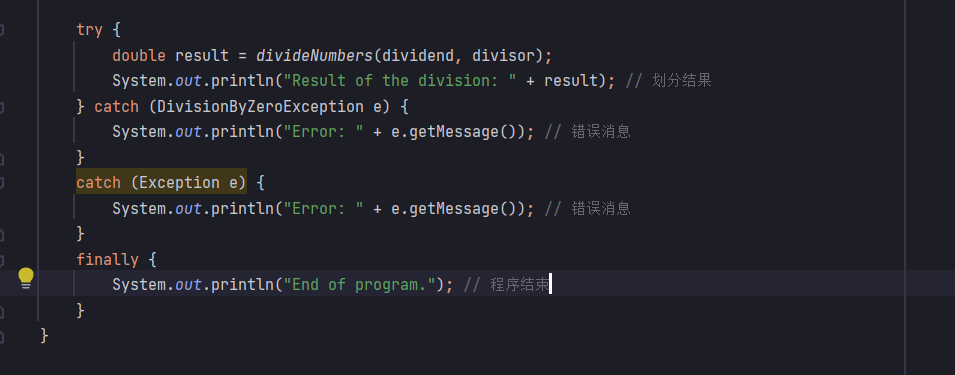 try {
double result = divideNumbers(dividend, divisor);
System.out.println("Result of the division: " + result); // 划分结果
} catch (DivisionByZeroException e) {
System.out.println("Error: " + e.getMessage()); // 错误消息
}
catch (Exception e) {
System.out.println("Error: " + e.getMessage()); // 错误消息
}
finally {
System.out.println("End of program."); // 程序结束
}
}